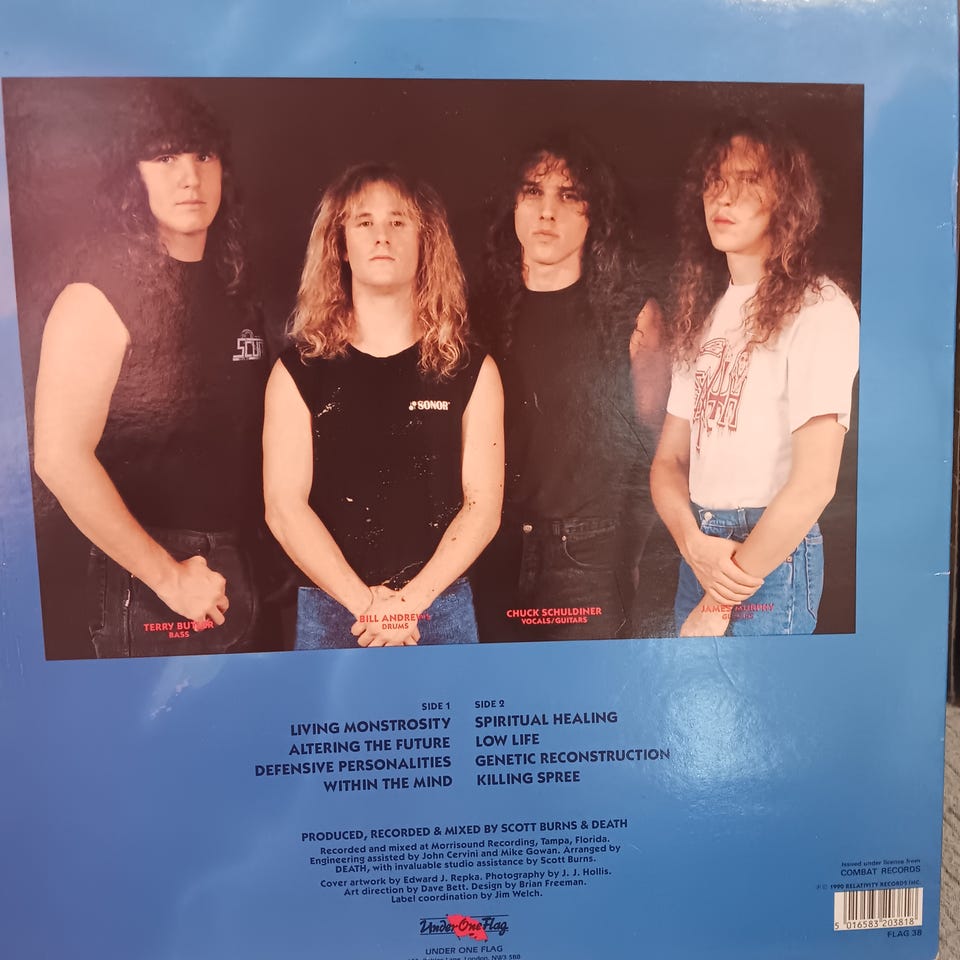 SONOR
TERRY BUTLER
BASS
BILL ANDREWS
DRUMS
CHUCK SCHULDINER
VOCALS/GUITARS
JAMES MURPHY
SIDE 1
LIVING MONSTROSITY
ALTERING THE FUTURE
DEFENSIVE PERSONALITIES
WITHIN THE MIND
SIDE 2
SPIRITUAL HEALING
LOW LIFE
GENETIC RECONSTRUCTION
KILLING SPREE
PRODUCED, RECORDED & MIXED BY SCOTT BURNS & DEATH
Recorded and mixed at Morrisound Recording, Tampa, Florida.
Engineering assisted by John Cervini and Mike Gowan. Arranged by
DEATH, with invaluable studio assistance by Scott Burns.
Cover artwork by Edward J. Repka. Photography by J. J. Hollis.
Art direction by Dave Bett. Design by Brian Freeman.
Label coordination by Jim Welch.
Under One Flag
UNDER ONE FLAG
Lane, London, NW3 5BB
Issued under license from
COMBAT RECORDS
℗ © 1990 RELATIVITY RECORDS INC.
5 016583 203818
FLAG 38